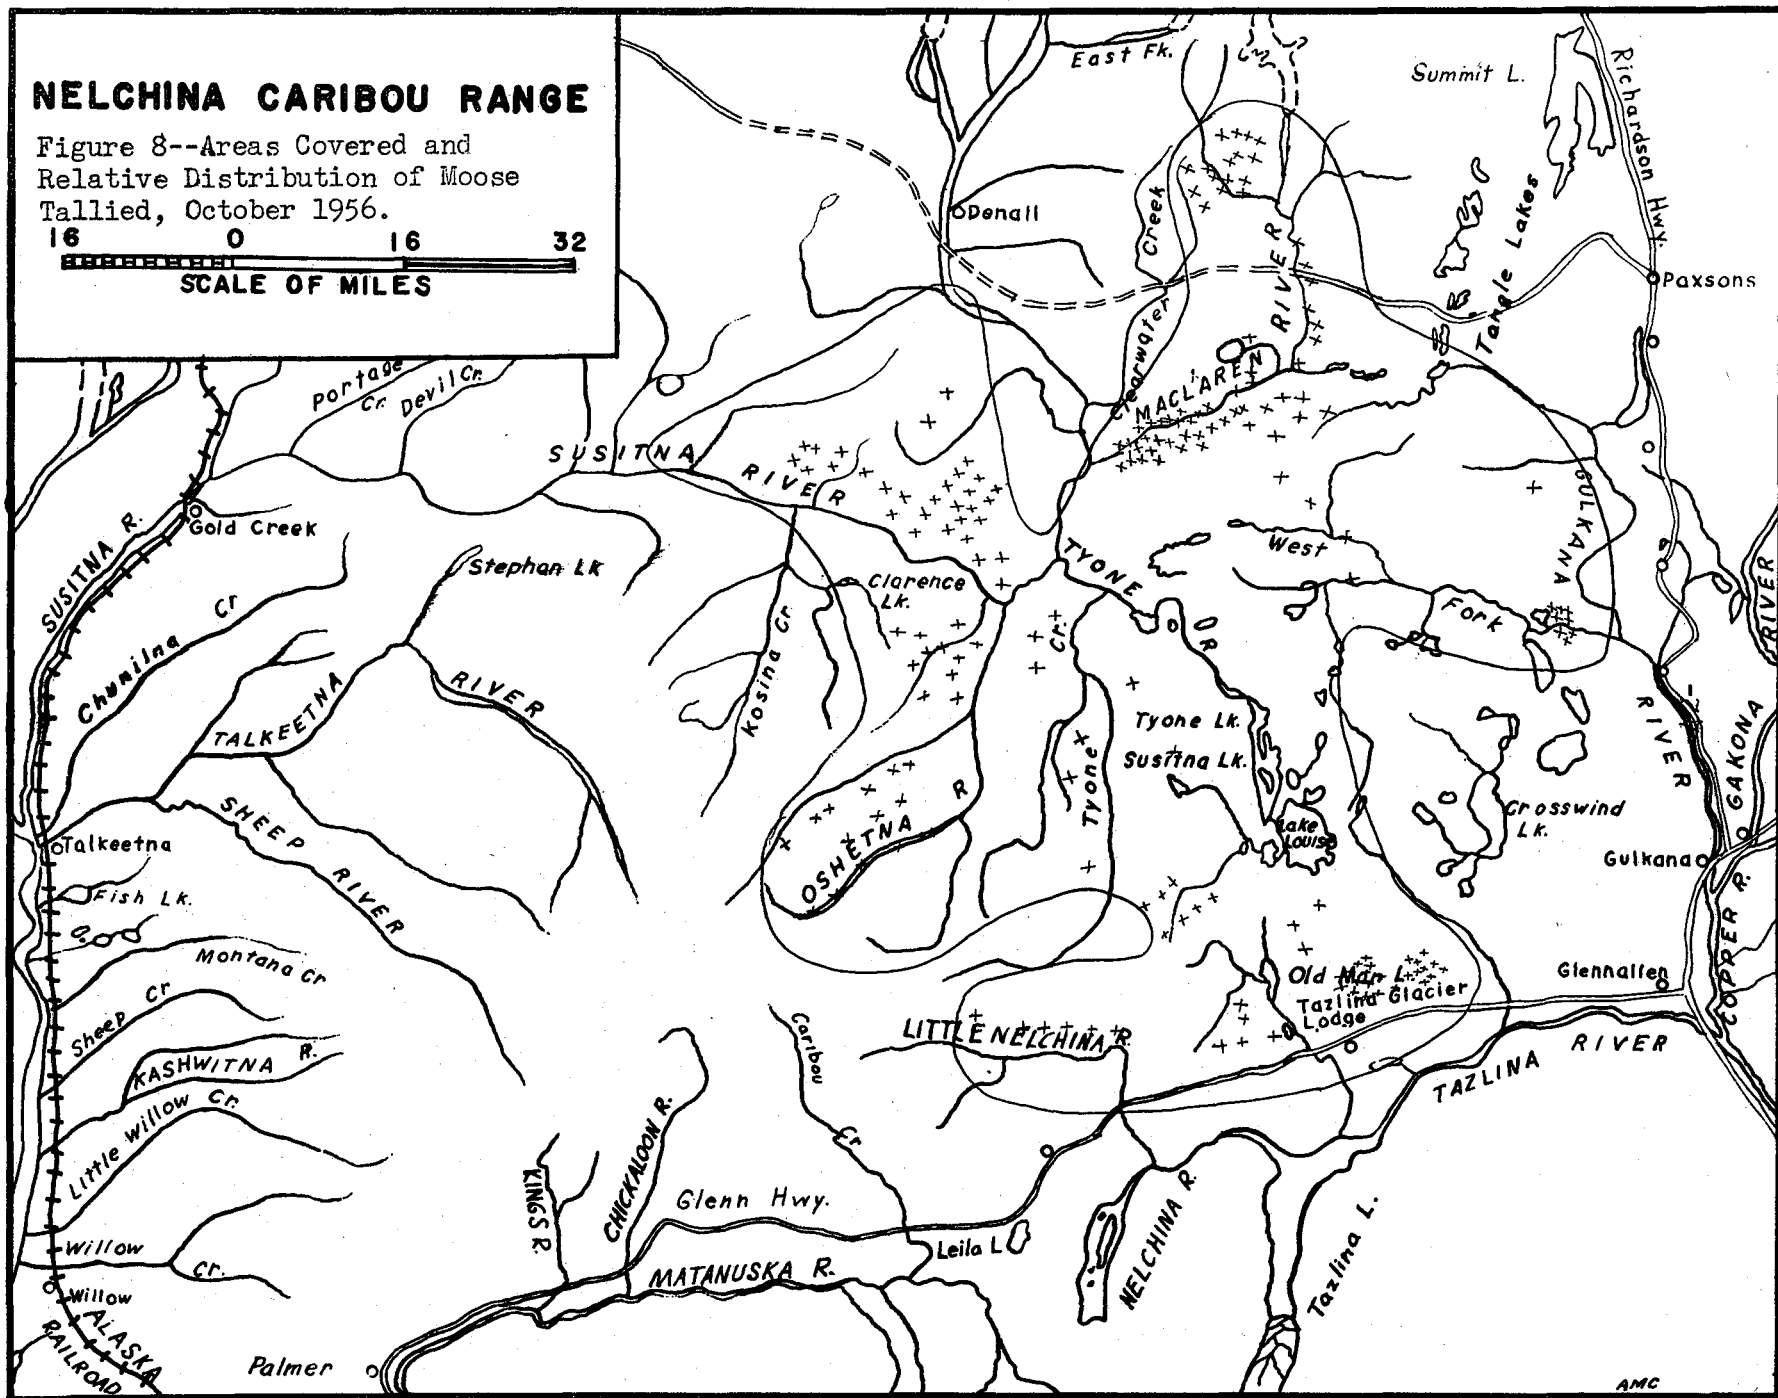 NELCHINA CARIBOU RANGE
Figure 8--Areas Covered and
Relative Distribution of Moose
Tallied, October 1956.
16 0 16 32
SCALE OF MILES
East Fk.
Summit L.
Richardson Hwy.
Denali
Creek
Clearwater
RIVER
MACLAREN
Tangle Lakes
Paxsons
Portage
Cr.
Devil Cr.
SUSITNA
RIVER
GULKANA
Gold Creek
SUSITNA R.
Stephan Lk
Clarence
Lk.
TYONE
West
Fork
RIVER
Chunilna Cr
Kosina Cr
Cr.
DR
TALKEETNA
RIVER
Tyone Lk.
Susitna Lk.
Tyone
RIVER
GAKONA
SHEEP RIVER
OSHETNA R
Lake
Louise
Crosswind
Lk.
Talkeetna
Gulkana
Fish Lk.
COPPER R.
Montana Cr
Old Man L.
Tazlina Glacier
Lodge
Glennallen
Sheep Cr
Caribou
Cr
LITTLE NELCHINA R.
KASHWITNA R.
TAZLINA RIVER
Little Willow Cr.
KINGS R.
CHICKALOON R.
Glenn Hwy.
NELCHINA R.
Tazlina L.
Leila L
Willow
Cr.
MATANUSKA R.
Willow
ALASKA
RAILROAD
Palmer
AMC